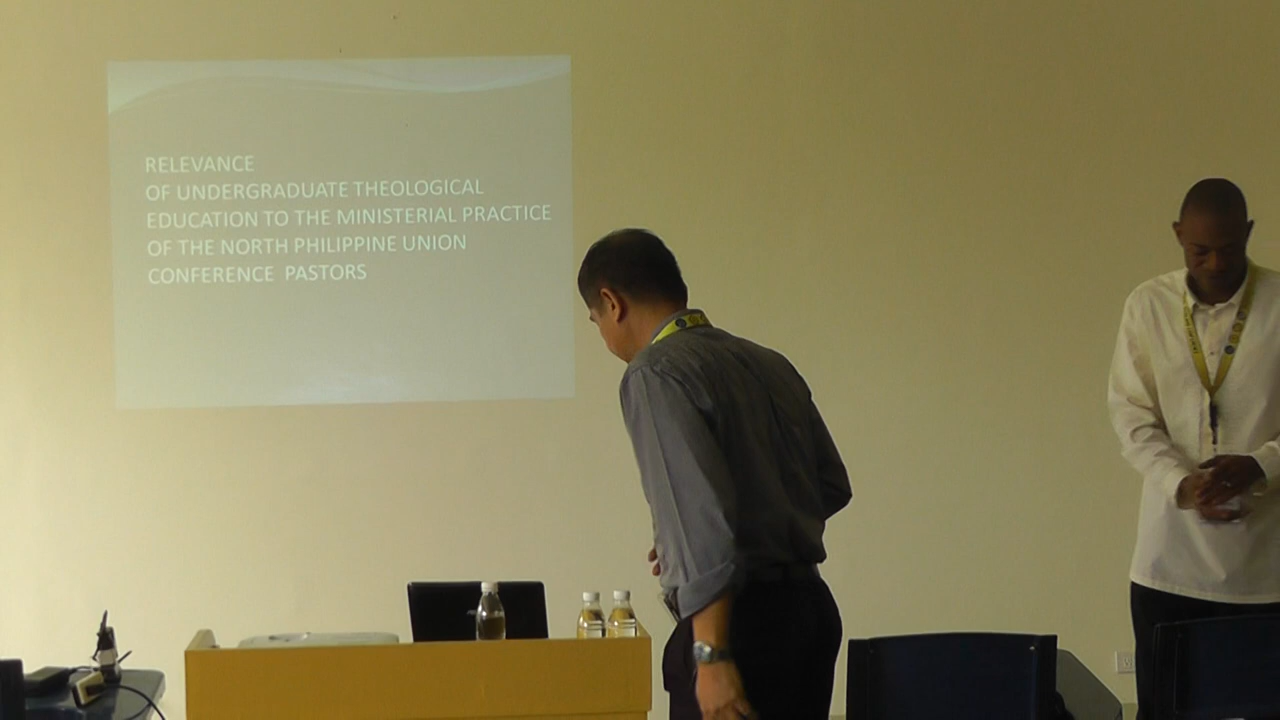 RELEVANCE
OF UNDERGRADUATE THEOLOGICAL
EDUCATION TO THE MINISTERIAL PRACTICE
OF THE NORTH PHILIPPINE UNION
CONFERENCE PASTORS